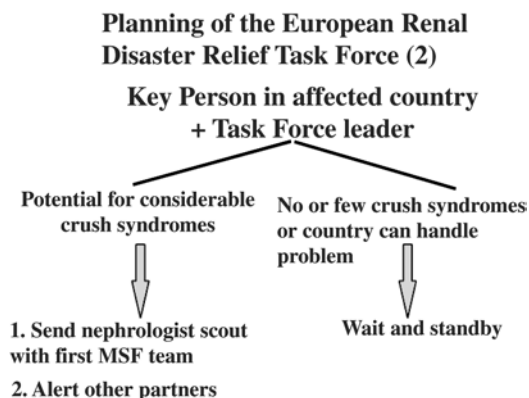 Planning of the European Renal
Disaster Relief Task Force (2)
Key Person in affected country
+ Task Force leader
Potential for considerable
crush syndromes
No or few crush syndromes
or country can handle
problem
1. Send nephrologist scout
with first MSF team
2. Alert other partners
Wait and standby